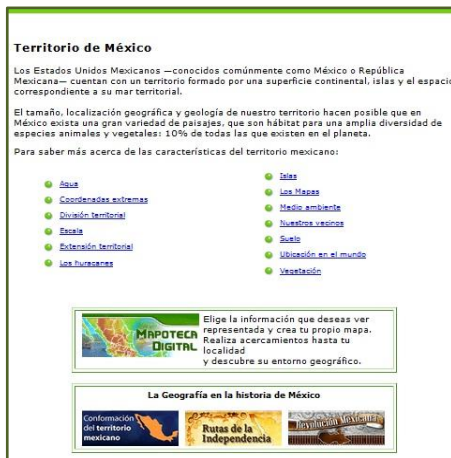 Territorio de México
Los Estados Unidos Mexicanos —conocidos comúnmente como México o República
Mexicana— cuentan con un territorio formado por una superficie continental, islas y el espacio
correspondiente a su mar territorial.
El tamaño, localización geográfica y geología de nuestro territorio hacen posible que en
México exista una gran variedad de paisajes, que son hábitat para una amplia diversidad de
especies animales y vegetales: 10% de todas las que existen en el planeta.
Para saber más acerca de las características del territorio mexicano:
Agua
Coordenadas extremas
División territorial
Escala
Extensión territorial
Los huracanes
Islas
Los Mapas
Medio ambiente
Nuestros vecinos
Suelo
Ubicación en el mundo
Vegetación
MAPOTECA
DIGITAL
Elige la información que deseas ver
representada y crea tu propio mapa.
Realiza acercamientos hasta tu
localidad
y descubre su entorno geográfico.
La Geografía en la historia de México
Conformación
del territorio
mexicano
Rutas de la
Independencia
Revolución Mexicana